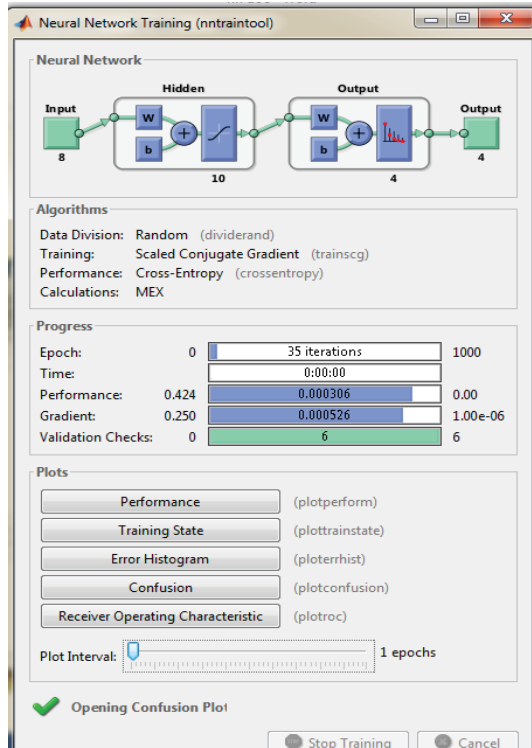 Neural Network Training (nntraintool)
Neural Network
Hidden Output
Input Output
W W
b b
8 10 4 4
Algorithms
Data Division: Random (dividerand)
Training: Scaled Conjugate Gradient (trainscg)
Performance: Cross-Entropy (crossentropy)
Calculations: MEX
Progress
Epoch: 0 35 iterations 1000
Time: 0:00:00
Performance: 0.424 0.000306 0.00
Gradient: 0.250 0.000526 1.00e-06
Validation Checks: 0 6 6
Plots
Performance (plotperform)
Training State (plottrainstate)
Error Histogram (ploterrhist)
Confusion (plotconfusion)
Receiver Operating Characteristic (plotroc)
Plot Interval: 1 epochs
Opening Confusion Plot
Stop Training Cancel